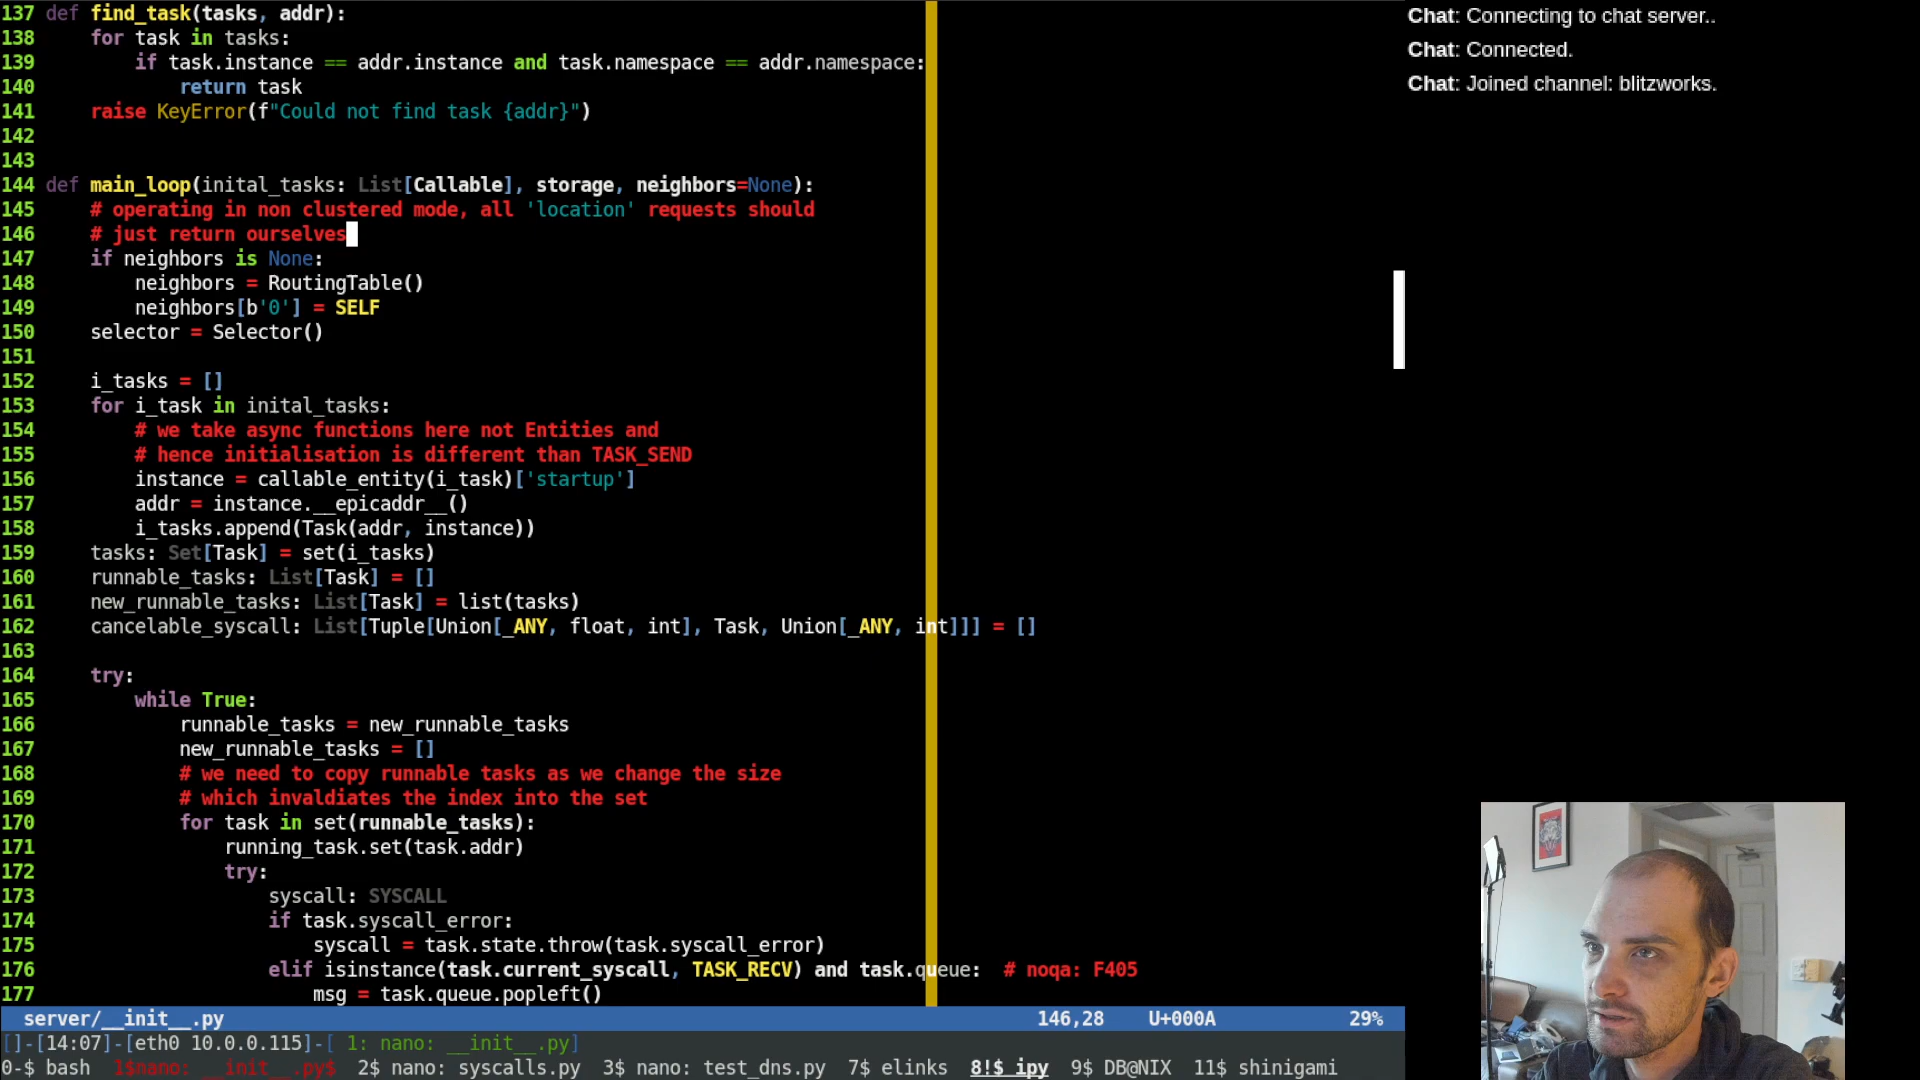 137 def find_task(tasks, addr):
138     for task in tasks:
139         if task.instance == addr.instance and task.namespace == addr.namespace:
140             return task
141     raise KeyError(f"Could not find task {addr}")
142
143
144 def main_loop(inital_tasks: List[Callable], storage, neighbors=None):
145     # operating in non clustered mode, all 'location' requests should
146     # just return ourselves
147     if neighbors is None:
148         neighbors = RoutingTable()
149         neighbors[b'0'] = SELF
150     selector = Selector()
151
152     i_tasks = []
153     for i_task in inital_tasks:
154         # we take async functions here not Entities and
155         # hence initialisation is different than TASK_SEND
156         instance = callable_entity(i_task)['startup']
157         addr = instance.__epicaddr__()
158         i_tasks.append(Task(addr, instance))
159     tasks: Set[Task] = set(i_tasks)
160     runnable_tasks: List[Task] = []
161     new_runnable_tasks: List[Task] = list(tasks)
162     cancelable_syscall: List[Tuple[Union[_ANY, float, int], Task, Union[_ANY, int]]] = []
163
164     try:
165         while True:
166             runnable_tasks = new_runnable_tasks
167             new_runnable_tasks = []
168             # we need to copy runnable tasks as we change the size
169             # which invaldiates the index into the set
170             for task in set(runnable_tasks):
171                 running_task.set(task.addr)
172                 try:
173                     syscall: SYSCALL
174                     if task.syscall_error:
175                         syscall = task.state.throw(task.syscall_error)
176                     elif isinstance(task.current_syscall, TASK_RECV) and task.queue:  # noqa: F405
177                         msg = task.queue.popleft()
server/__init__.py 146,28 U+000A 29%
[]-[14:07]-[eth0 10.0.0.115]-[ 1: nano: __init__.py]
0-$ bash 1$nano: __init__.py$ 2$ nano: syscalls.py 3$ nano: test_dns.py 7$ elinks 8!$ ipy 9$ DB@NIX 11$ shinigami
Chat: Connecting to chat server..
Chat: Connected.
Chat: Joined channel: blitzworks.